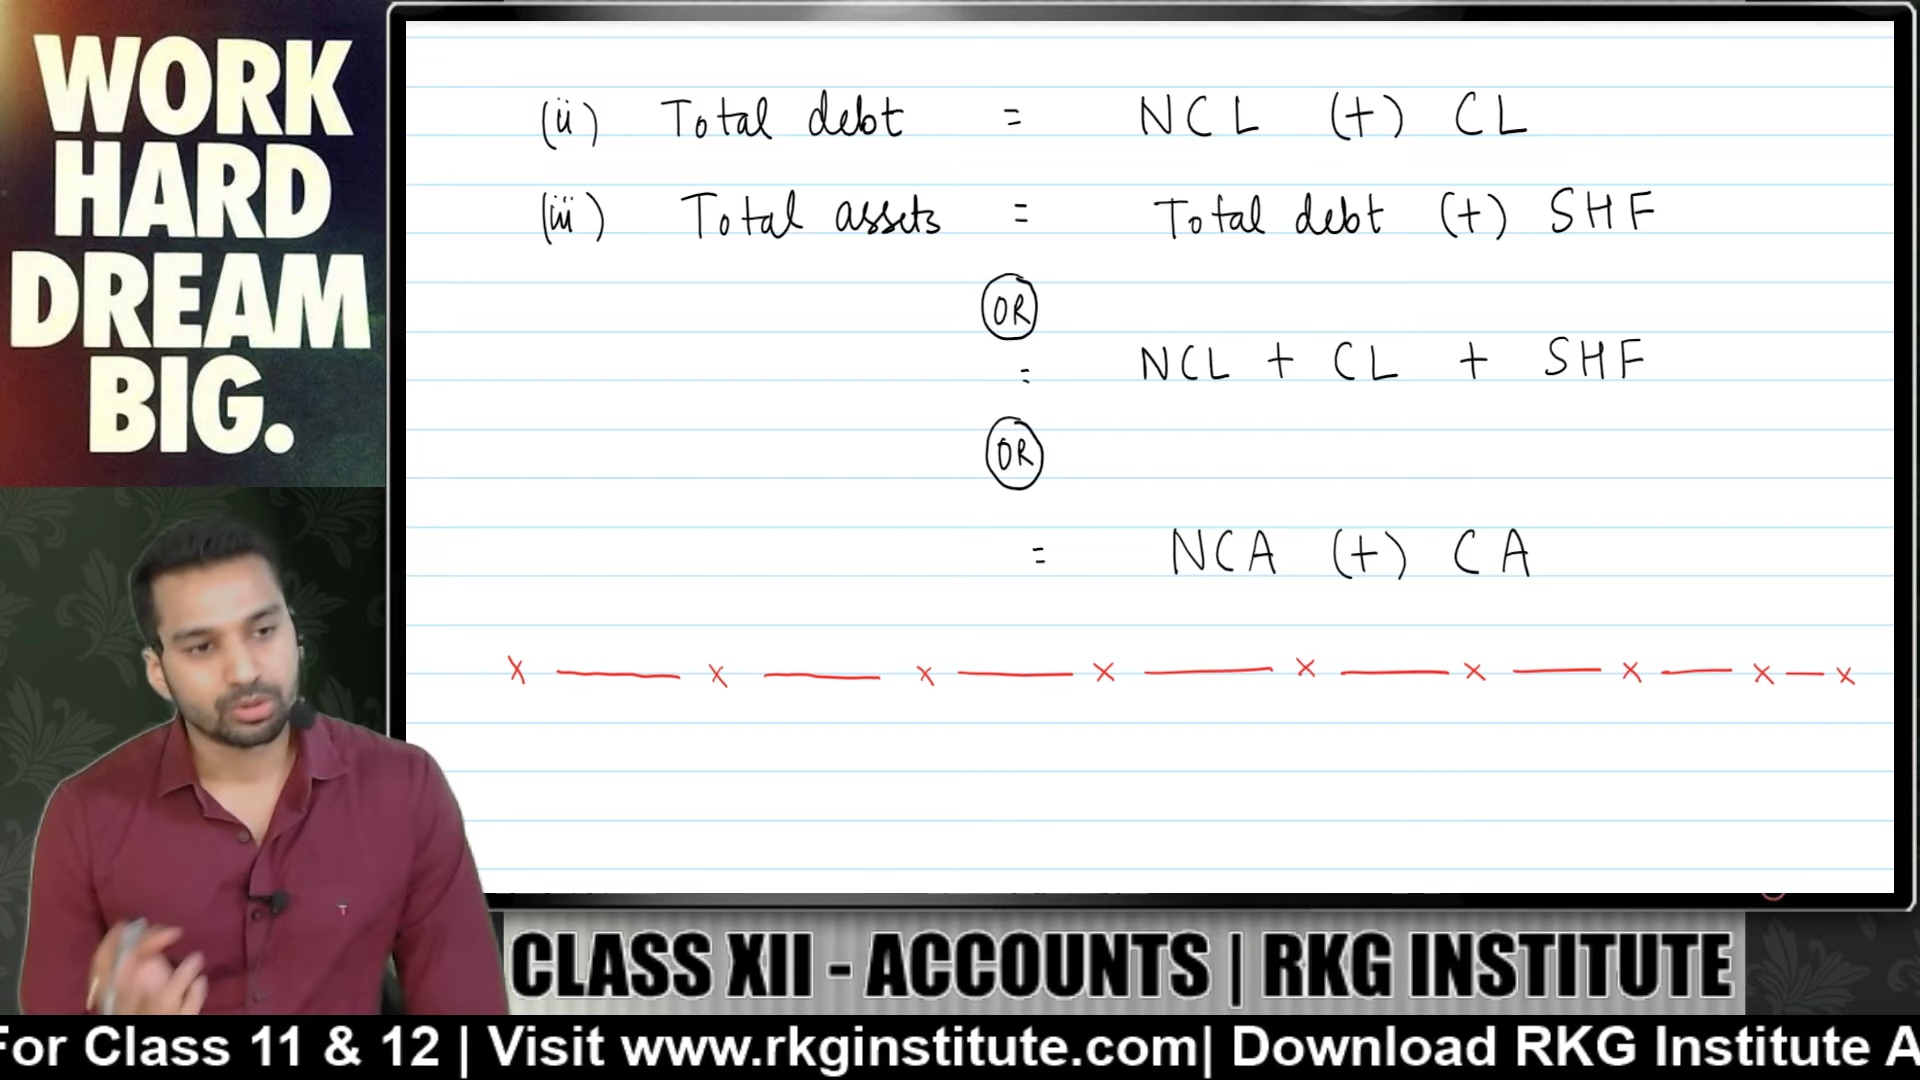 WORK
HARD
DREAM
BIG.
(ii) Total debt = NCL (+) CL
(iii) Total assets = Total debt (+) SHF
OR
= NCL + CL + SHF
OR
= NCA (+) CA
x — x — x — x — x — x — x — x — x
CLASS XII - ACCOUNTS | RKG INSTITUTE
For Class 11 & 12 | Visit www.rkginstitute.com| Download RKG Institute A